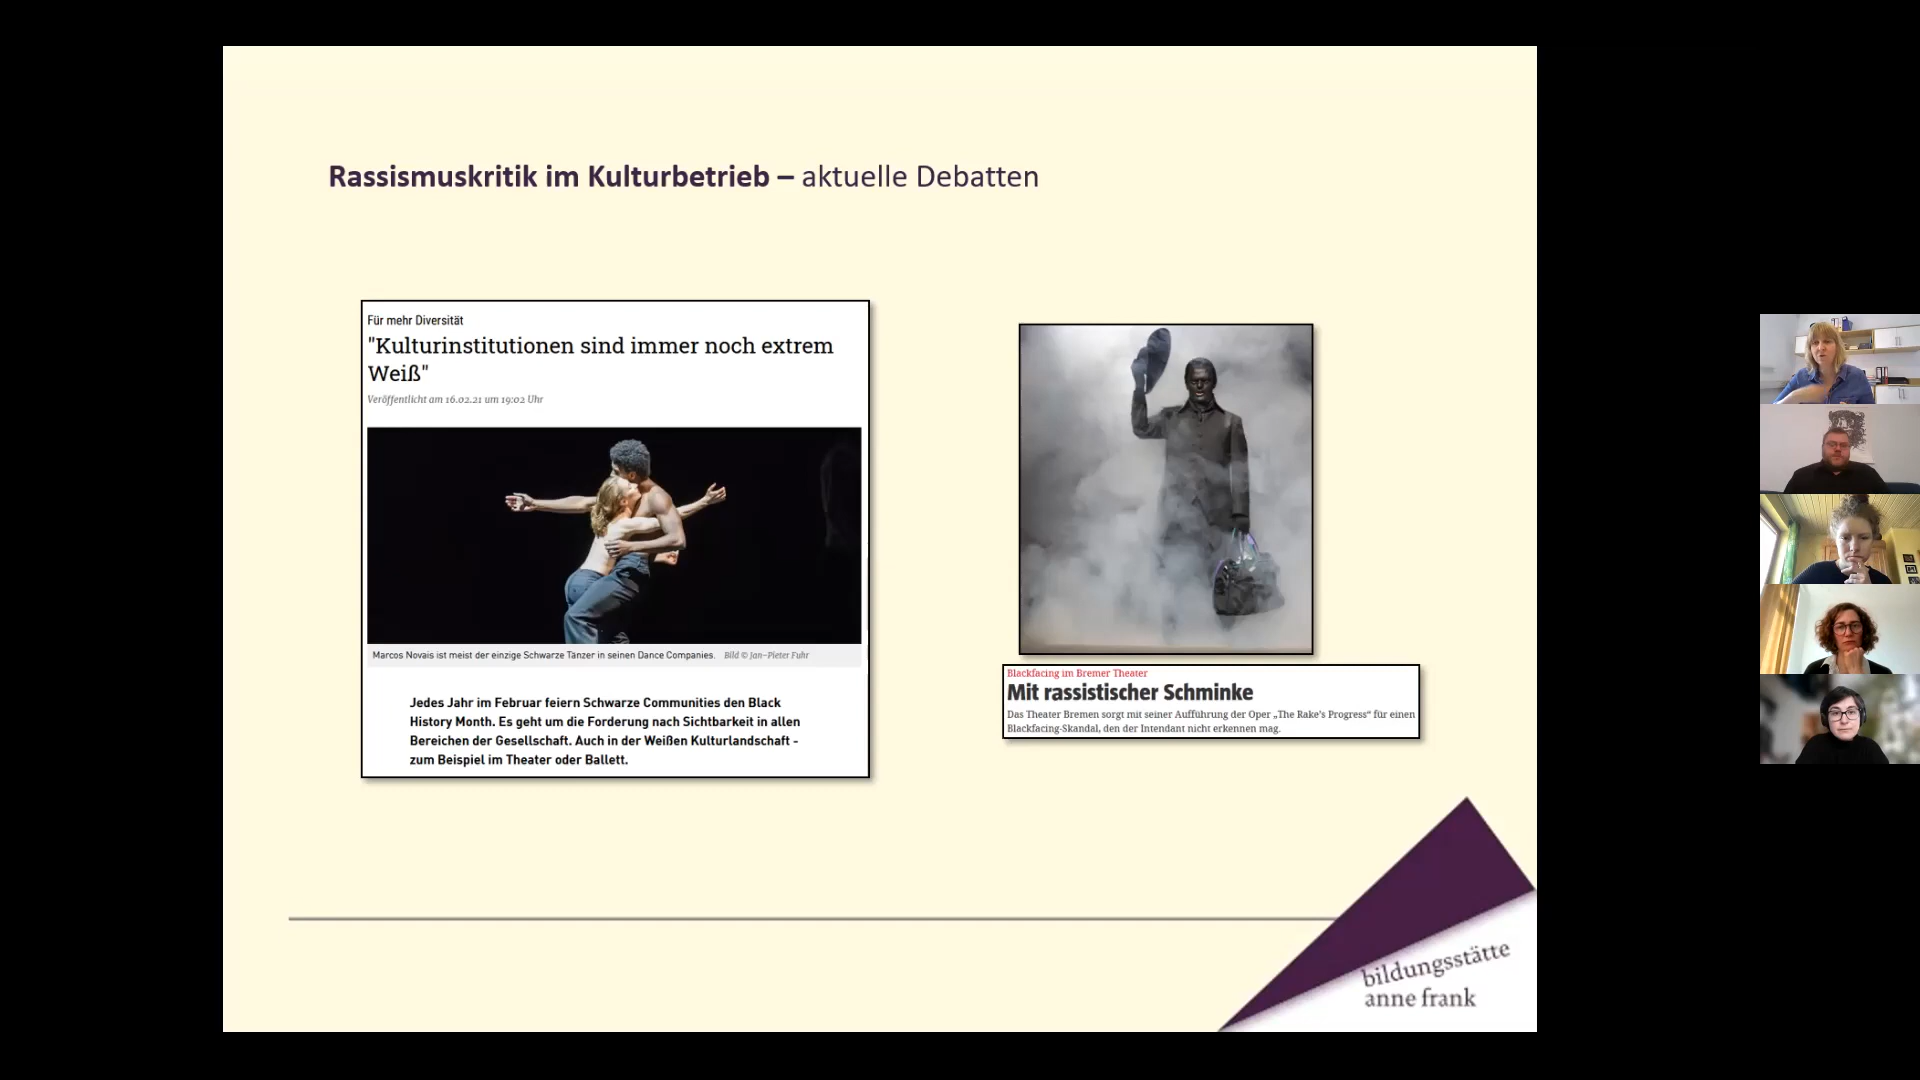 Rassismuskritik im Kulturbetrieb – aktuelle Debatten
Für mehr Diversität
"Kulturinstitutionen sind immer noch extrem
Weiß"
Veröffentlicht am 16.02.21 um 19:02 Uhr
Marcos Novais ist meist der einzige Schwarze Tänzer in seinen Dance Companies. Bild © Jan-Pieter Fuhr
Jedes Jahr im Februar feiern Schwarze Communities den Black
History Month. Es geht um die Forderung nach Sichtbarkeit in allen
Bereichen der Gesellschaft. Auch in der Weißen Kulturlandschaft -
zum Beispiel im Theater oder Ballett.
Blackfacing im Bremer Theater
Mit rassistischer Schminke
Das Theater Bremen sorgt mit seiner Aufführung der Oper „The Rake's Progress“ für einen
Blackfacing-Skandal, den der Intendant nicht erkennen mag.
bildungsstätte
anne frank